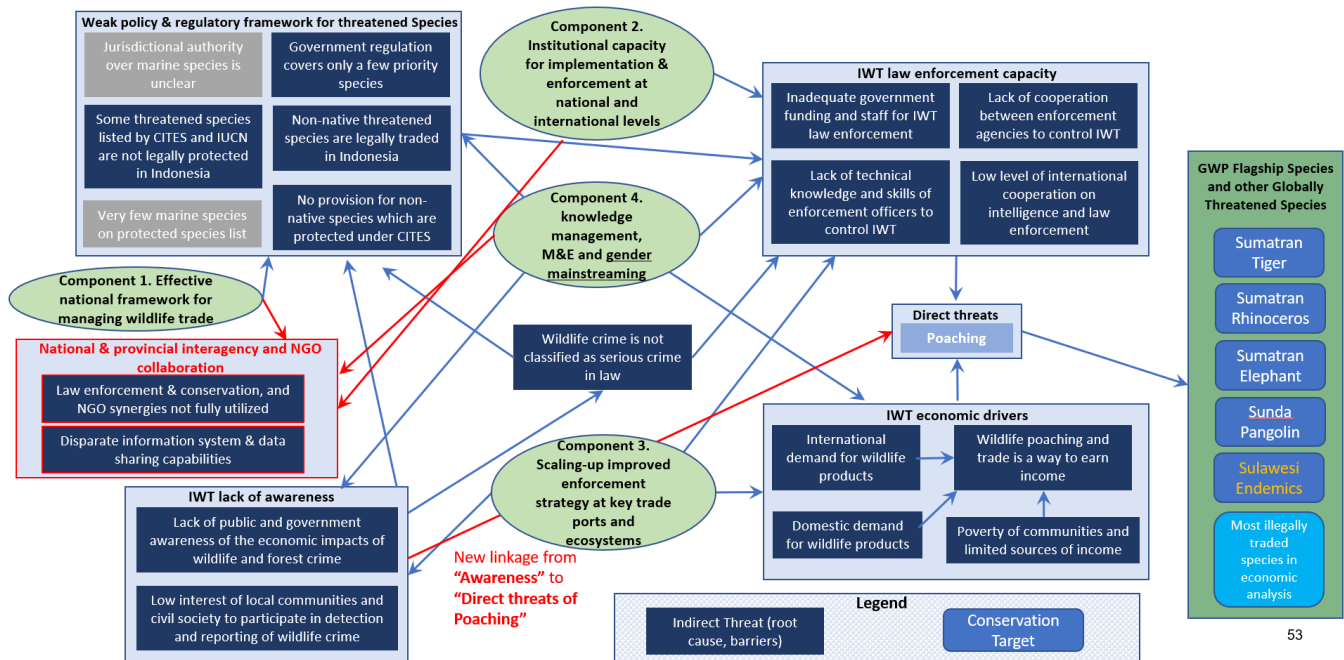 Weak policy & regulatory framework for threatened Species
Jurisdictional authority
over marine species is
unclear
Government regulation
covers only a few priority
species
Some threatened species
listed by CITES and IUCN
are not legally protected
in Indonesia
Non-native threatened
species are legally traded
in Indonesia
Very few marine species
on protected species list
No provision for non-
native species which are
protected under CITES
Component 1. Effective
national framework for
managing wildlife trade
National & provincial interagency and NGO
collaboration
Law enforcement & conservation, and
NGO synergies not fully utilized
Disparate information system & data
sharing capabilities
IWT lack of awareness
Lack of public and government
awareness of the economic impacts of
wildlife and forest crime
Low interest of local communities and
civil society to participate in detection
and reporting of wildlife crime
Component 2.
Institutional capacity
for implementation &
enforcement at
national and
international levels
Component 4.
knowledge
management,
M&E and gender
mainstreaming
Wildlife crime is not
classified as serious crime
in law
Component 3.
Scaling-up improved
enforcement
strategy at key trade
ports and
ecosystems
New linkage from
“Awareness” to
“Direct threats of
Poaching”
IWT law enforcement capacity
Inadequate government
funding and staff for IWT
law enforcement
Lack of cooperation
between enforcement
agencies to control IWT
Lack of technical
knowledge and skills of
enforcement officers to
control IWT
Low level of international
cooperation on
intelligence and law
enforcement
Direct threats
Poaching
IWT economic drivers
International
demand for wildlife
products
Wildlife poaching and
trade is a way to earn
income
Domestic demand
for wildlife products
Poverty of communities and
limited sources of income
Legend
Indirect Threat (root
cause, barriers)
Conservation
Target
GWP Flagship Species
and other Globally
Threatened Species
Sumatran
Tiger
Sumatran
Rhinoceros
Sumatran
Elephant
Sunda
Pangolin
Sulawesi
Endemics
Most illegally
traded
species in
economic
analysis
53